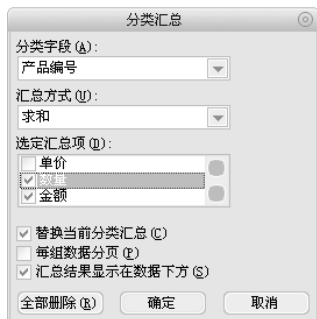 分类汇总
分类字段(A):
产品编号
汇总方式(U):
求和
选定汇总项(D):
单价
数量
金额
替换当前分类汇总(C)
每组数据分页(P)
汇总结果显示在数据下方(S)
全部删除(R) 确定 取消